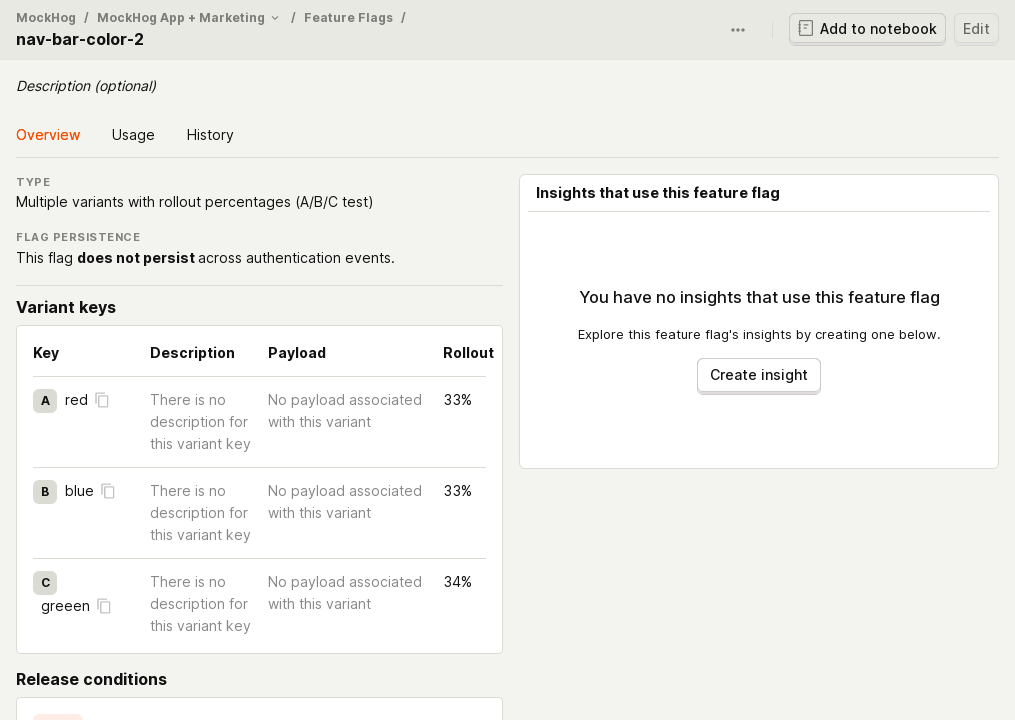 MockHog / MockHog App + Marketing / Feature Flags /
nav-bar-color-2
Add to notebook
Edit
Description (optional)
Overview
Usage
History
TYPE
Multiple variants with rollout percentages (A/B/C test)
FLAG PERSISTENCE
This flag does not persist across authentication events.
Variant keys
Key Description Payload Rollout
A red There is no No payload associated 33%
description for with this variant
this variant key
B blue There is no No payload associated 33%
description for with this variant
this variant key
C There is no No payload associated 34%
greeen description for with this variant
this variant key
Release conditions
Insights that use this feature flag
You have no insights that use this feature flag
Explore this feature flag's insights by creating one below.
Create insight